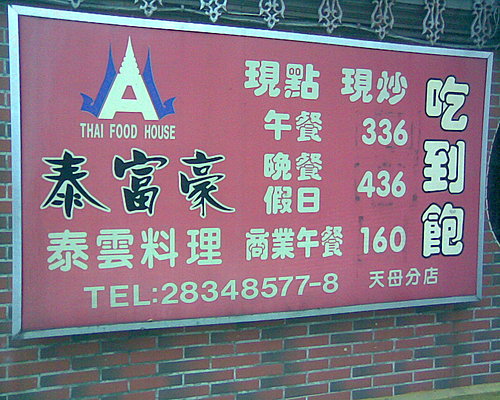 THAI FOOD HOUSE
泰富豪
泰雲料理
現點 現炒
午餐 336
晚餐
假日 436
商業午餐 160
吃到飽
TEL:28348577-8
天母分店